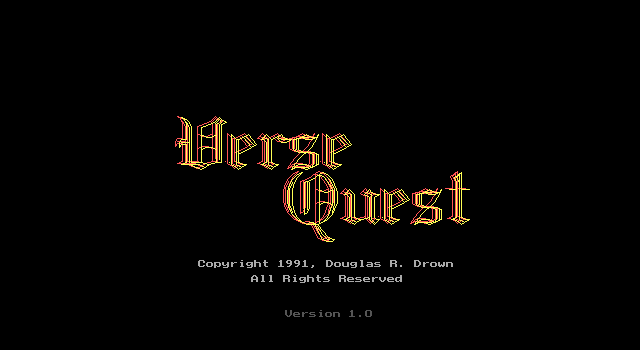 Verse
Quest
Copyright 1991, Douglas R. Drown
All Rights Reserved
Version 1.0